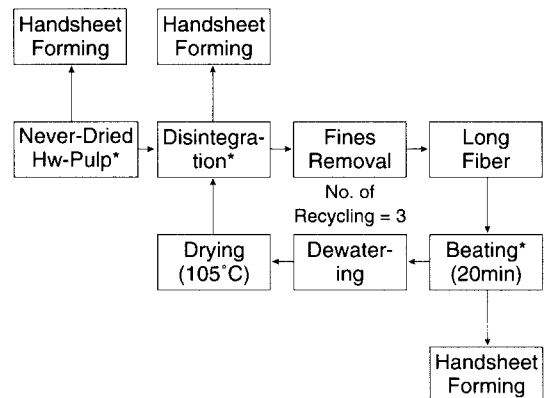 Handsheet
Forming
Handsheet
Forming
Never-Dried
Hw-Pulp*
Disintegra-
tion*
Fines
Removal
Long
Fiber
No. of
Recycling = 3
Drying
(105°C)
Dewater-
ing
Beating*
(20min)
Handsheet
Forming